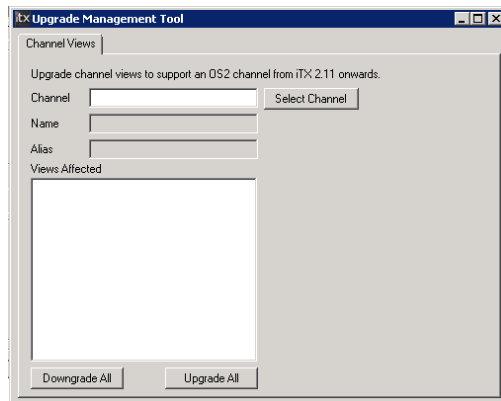 itx Upgrade Management Tool
Channel Views
Upgrade channel views to support an OS2 channel from iTX 2.11 onwards.
Channel
Select Channel
Name
Alias
Views Affected
Downgrade All
Upgrade All